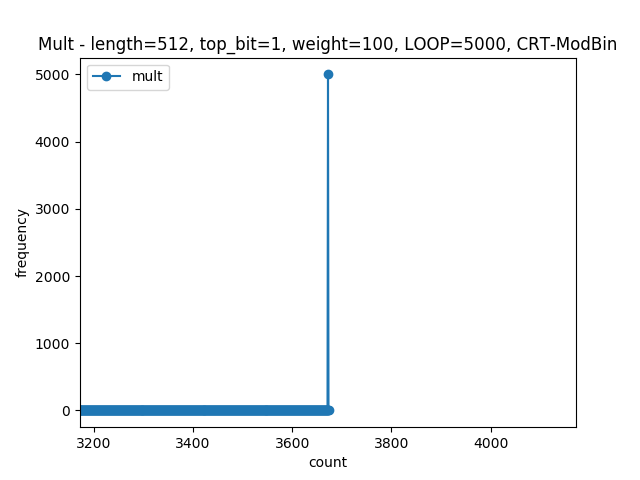 Mult - length=512, top_bit=1, weight=100, LOOP=5000, CRT-ModBin
mult
5000
4000
3000
2000
1000
0
frequency
3200 3400 3600 3800 4000
count